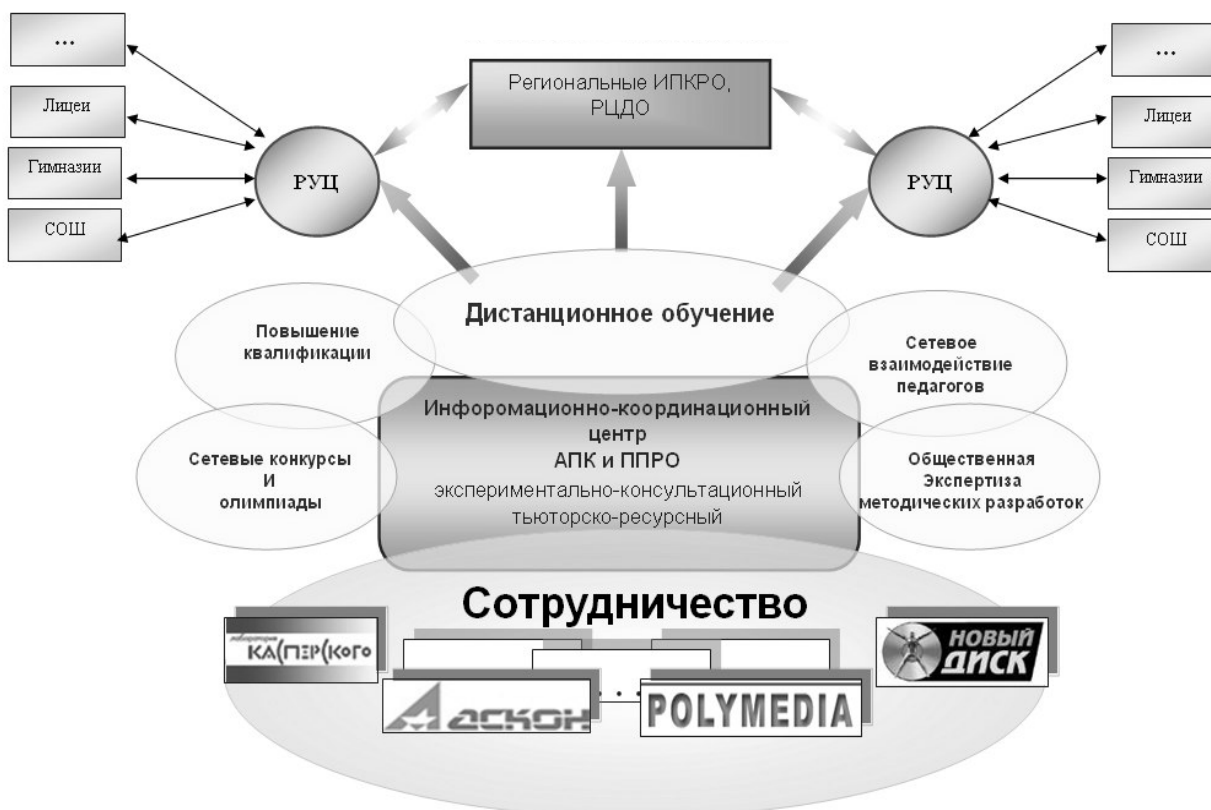 ...
Лицеи
Гимназии
СОШ
РУЦ
Региональные ИПКРО,
РЦДО
РУЦ
...
Лицеи
Гимназии
СОШ
Дистанционное обучение
Повышение
квалификации
Сетевое
взаимодействие
педагогов
Инфоромационно-координационный
центр
АПК и ППРО
экспериментально-консультационный
тьюторско-ресурсный
Сетевые конкурсы
И
олимпиады
Общественная
Экспертиза
методических разработок
Сотрудничество
лаборатория
КАСПЕРСКОГО
АСКОН
...
POLYMEDIA
НОВЫЙ
ДИСК